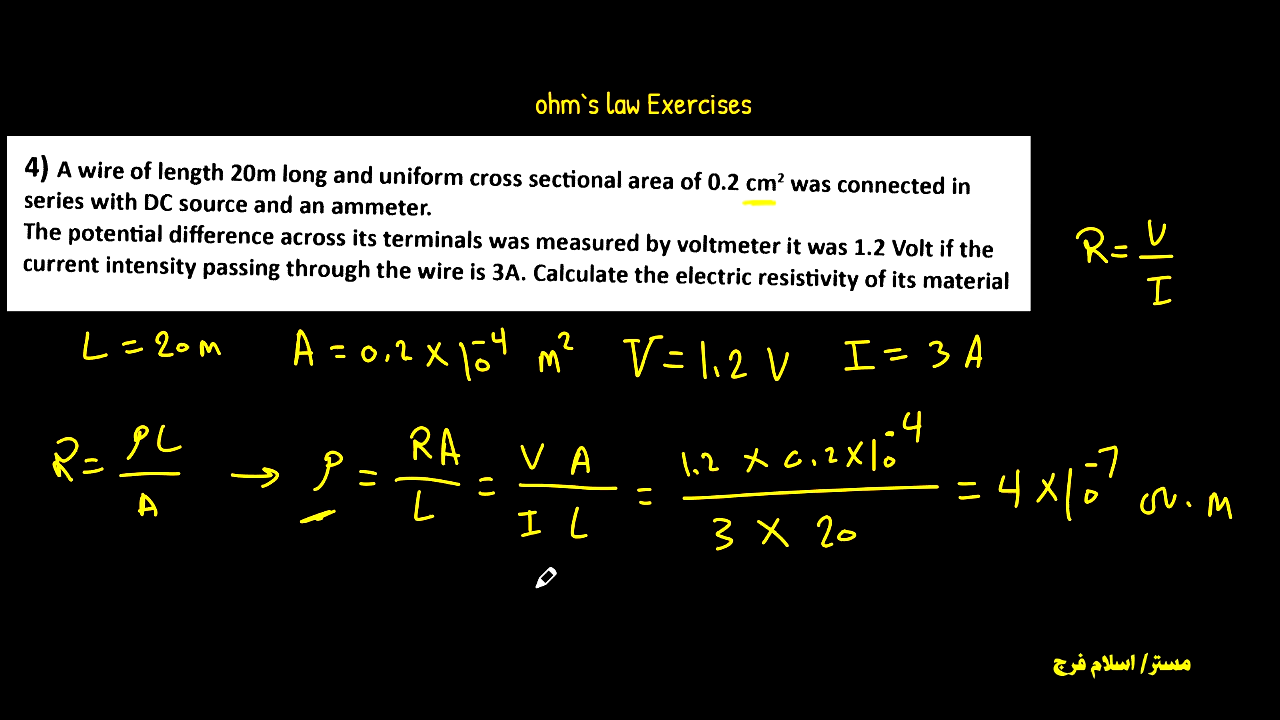 ohm`s law Exercises
4) A wire of length 20m long and uniform cross sectional area of 0.2 cm² was connected in
series with DC source and an ammeter.
The potential difference across its terminals was measured by voltmeter it was 1.2 Volt if the
current intensity passing through the wire is 3A. Calculate the electric resistivity of its material
R = V / I
L = 20 m A = 0.2 × 10⁻⁴ m² V = 1.2 V I = 3 A
R = ρL / A → ρ = RA / L = V A / I L = 1.2 × 0.2 × 10⁻⁴ / 3 × 20 = 4 × 10⁻⁷ Ω.m
مستر/ اسلام فرج